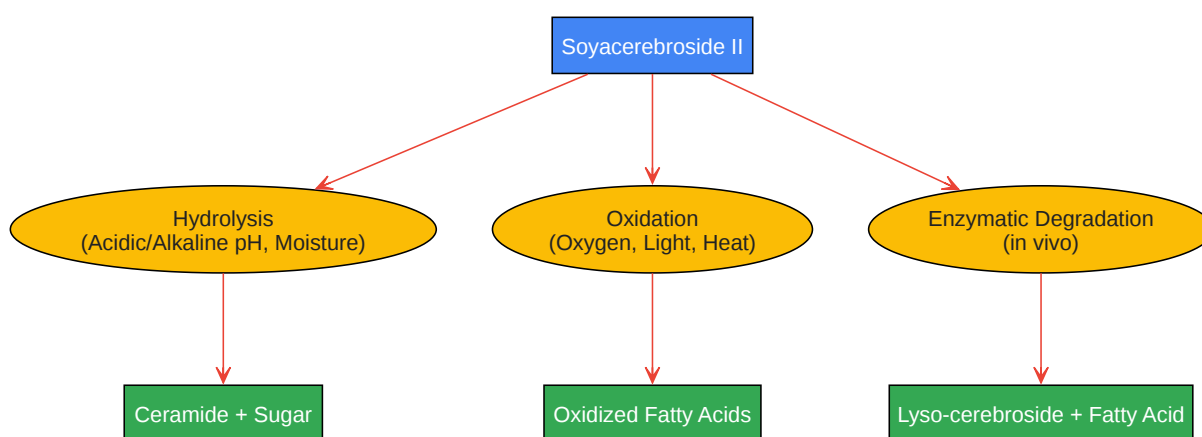 Soyacerebroside II
Hydrolysis
(Acidic/Alkaline pH, Moisture)
Oxidation
(Oxygen, Light, Heat)
Enzymatic Degradation
(in vivo)
Ceramide + Sugar
Oxidized Fatty Acids
Lyso-cerebroside + Fatty Acid